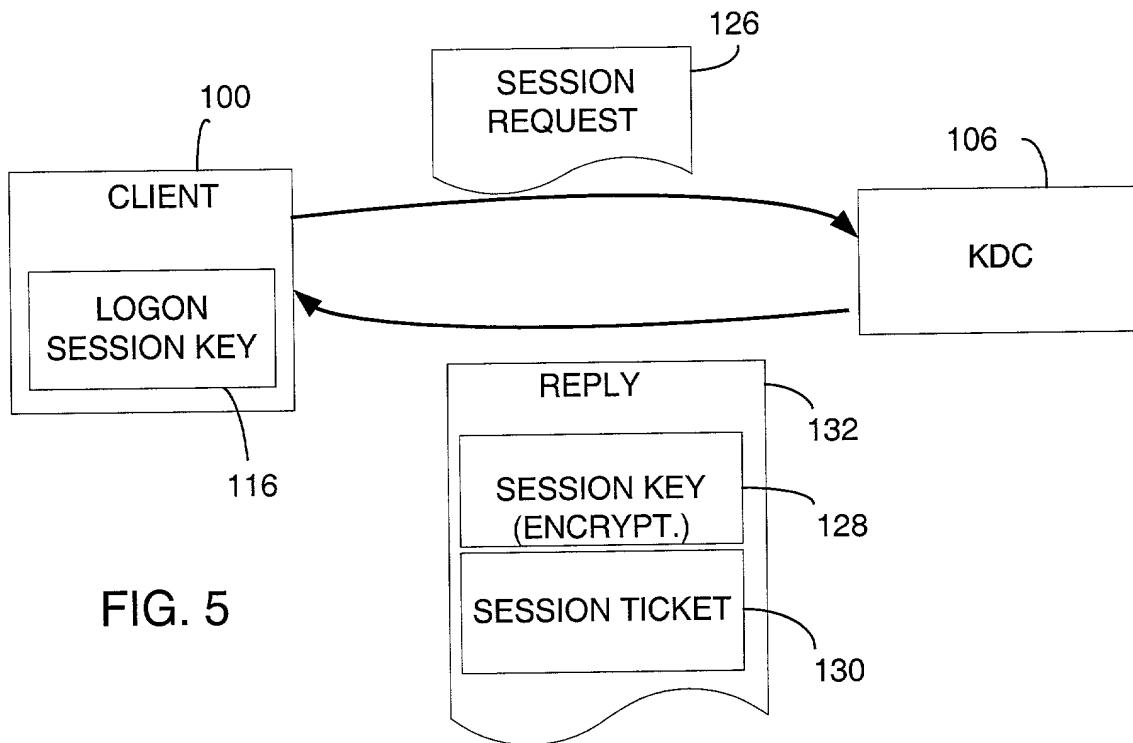 126
SESSION
REQUEST
100
106
CLIENT
KDC
LOGON
SESSION KEY
REPLY
132
116
SESSION KEY
(ENCRYPT.)
128
FIG. 5
SESSION TICKET
130